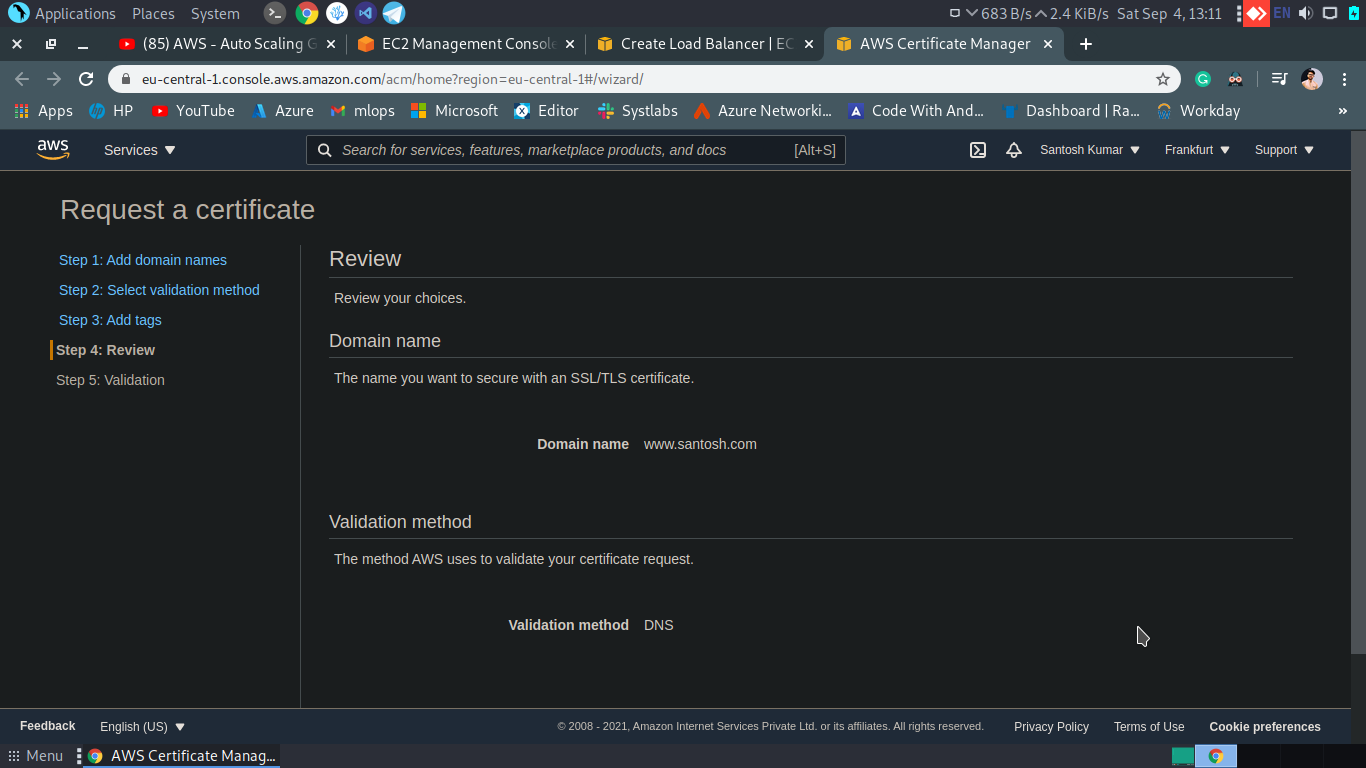 Applications Places System 683 B/s 2.4 KiB/s Sat Sep 4, 13:11 EN
(85) AWS - Auto Scaling G EC2 Management Console Create Load Balancer | EC AWS Certificate Manager
eu-central-1.console.aws.amazon.com/acm/home?region=eu-central-1#/wizard/
Apps HP YouTube Azure mlops Microsoft Editor Systlabs Azure Networki... Code With And... Dashboard | Ra... Workday »
aws Services Search for services, features, marketplace products, and docs [Alt+S] Santosh Kumar Frankfurt Support
Request a certificate
Step 1: Add domain names
Step 2: Select validation method
Step 3: Add tags
Step 4: Review
Step 5: Validation
Review
Review your choices.
Domain name
The name you want to secure with an SSL/TLS certificate.
Domain name www.santosh.com
Validation method
The method AWS uses to validate your certificate request.
Validation method DNS
Feedback English (US) © 2008 - 2021, Amazon Internet Services Private Ltd. or its affiliates. All rights reserved. Privacy Policy Terms of Use Cookie preferences
Menu AWS Certificate Manag...